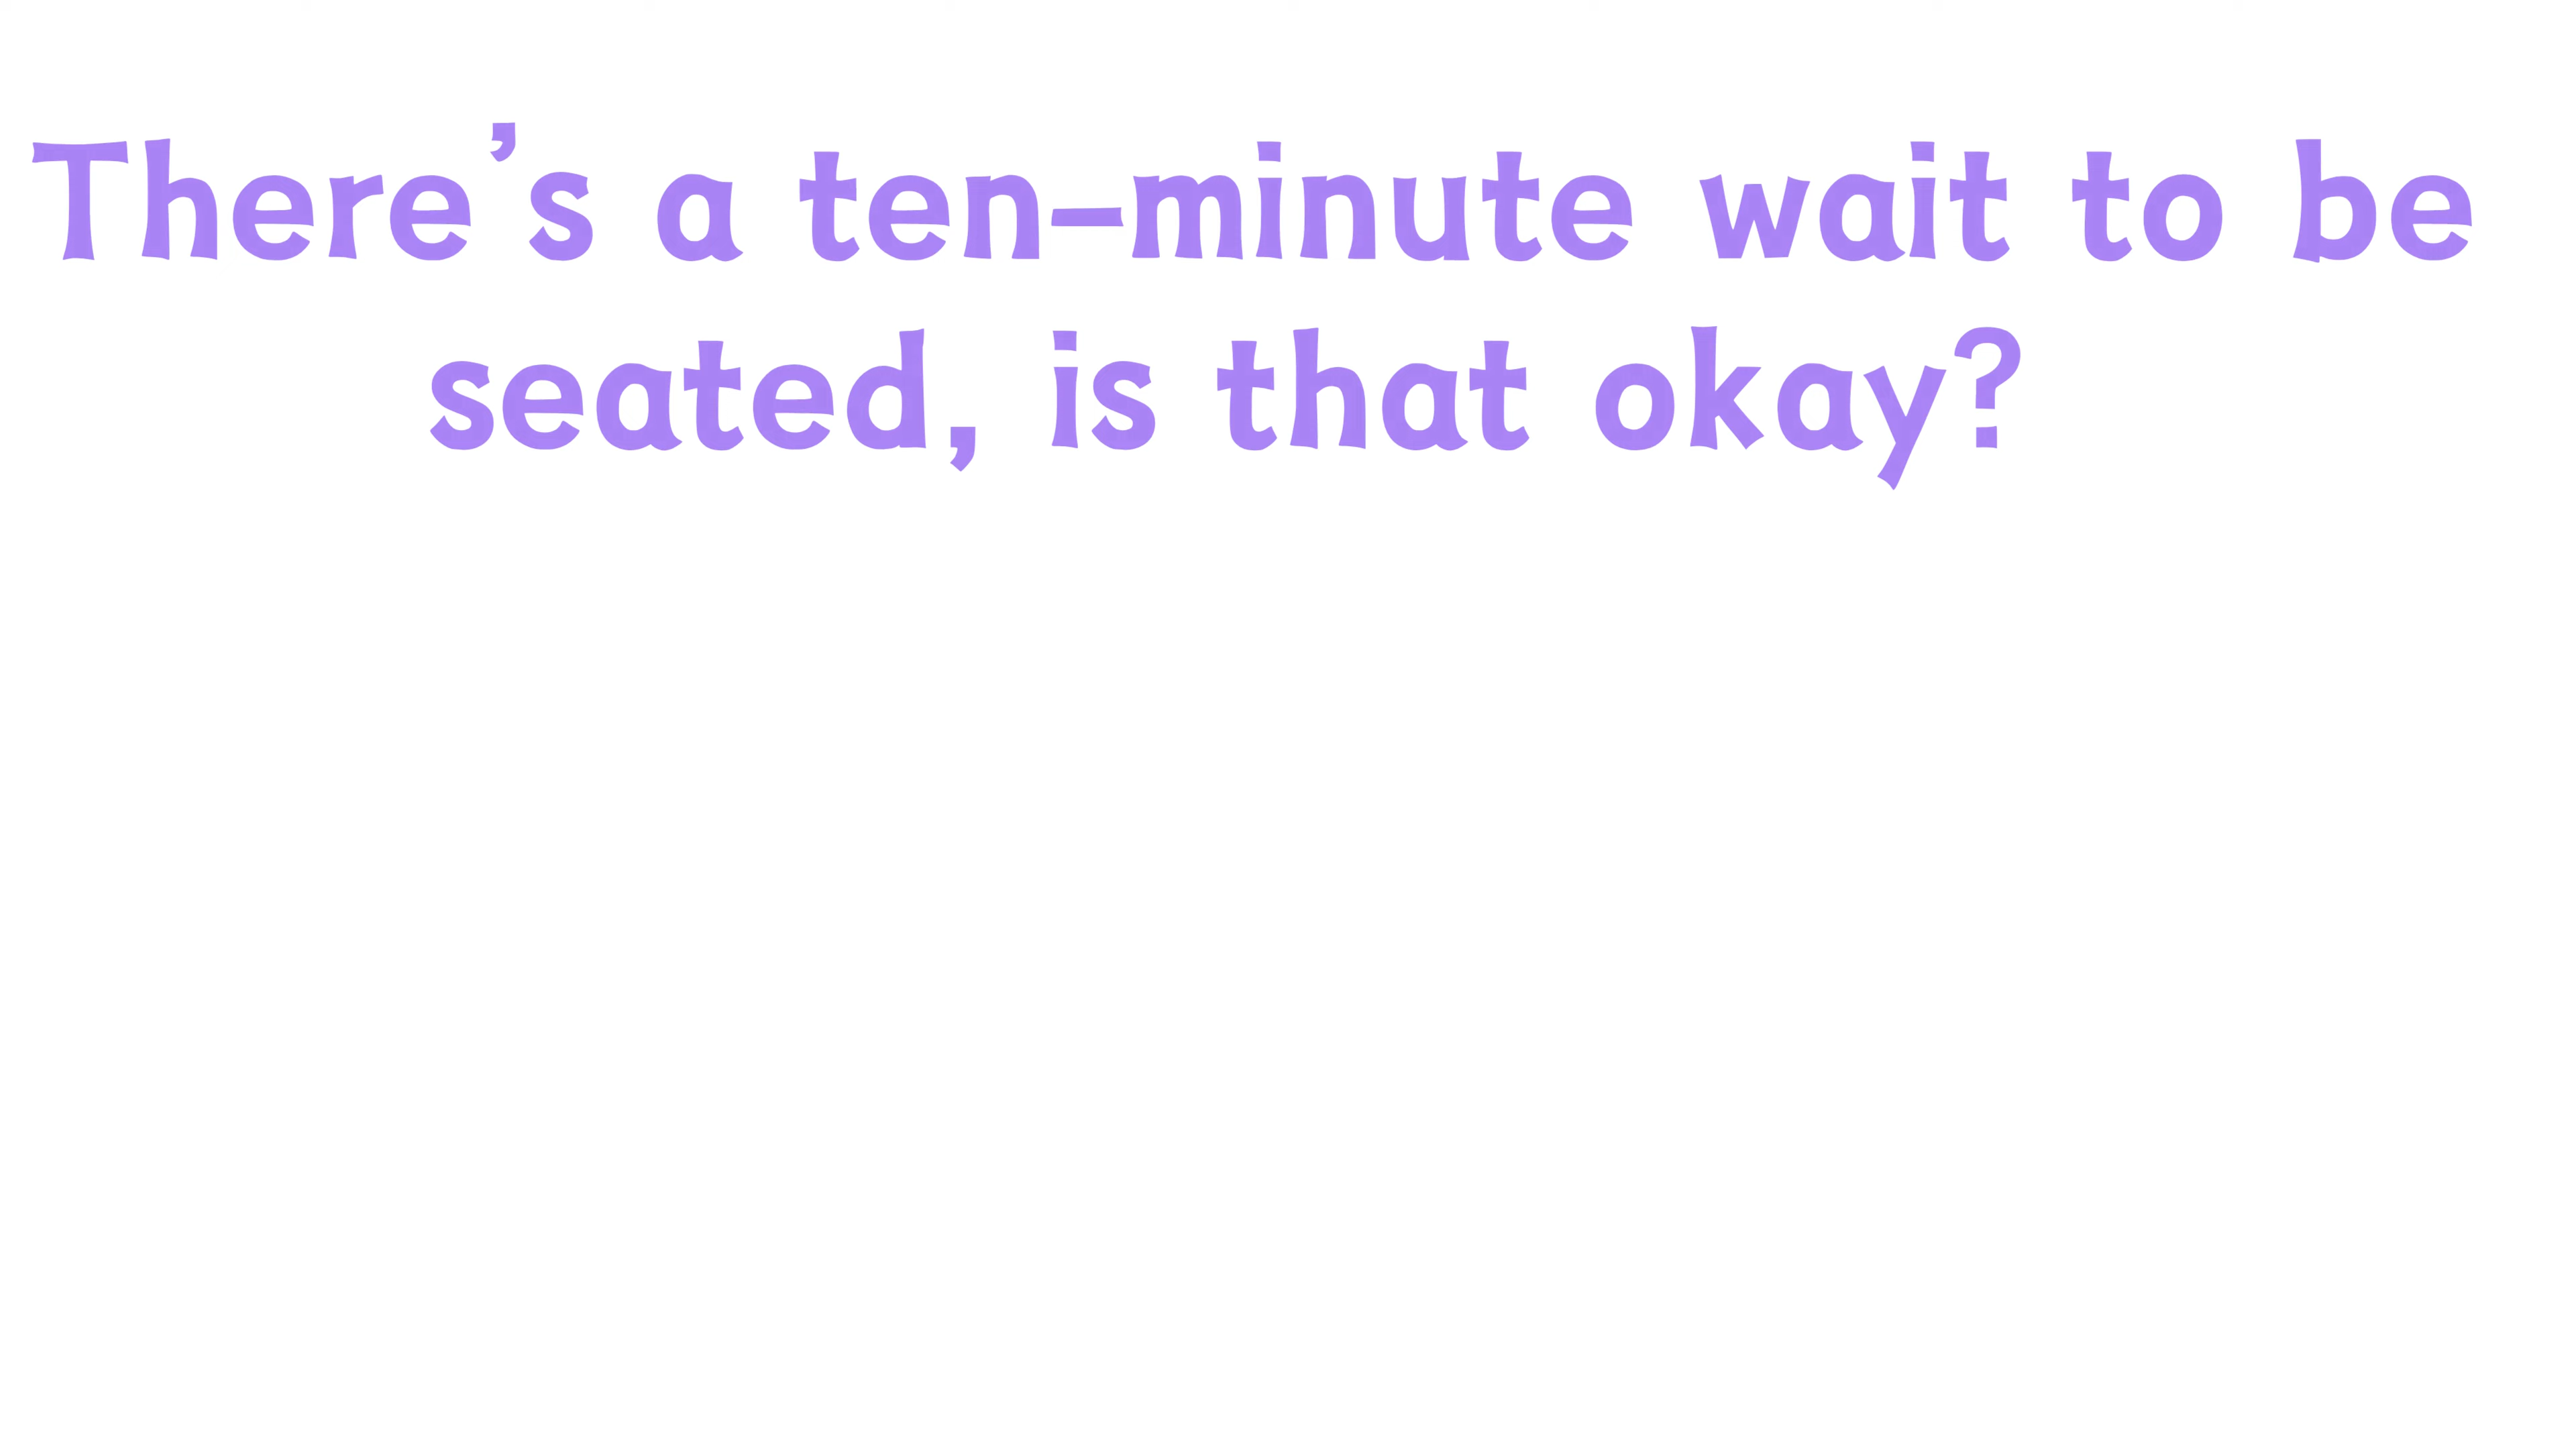 There’s a ten-minute wait to be
seated, is that okay?